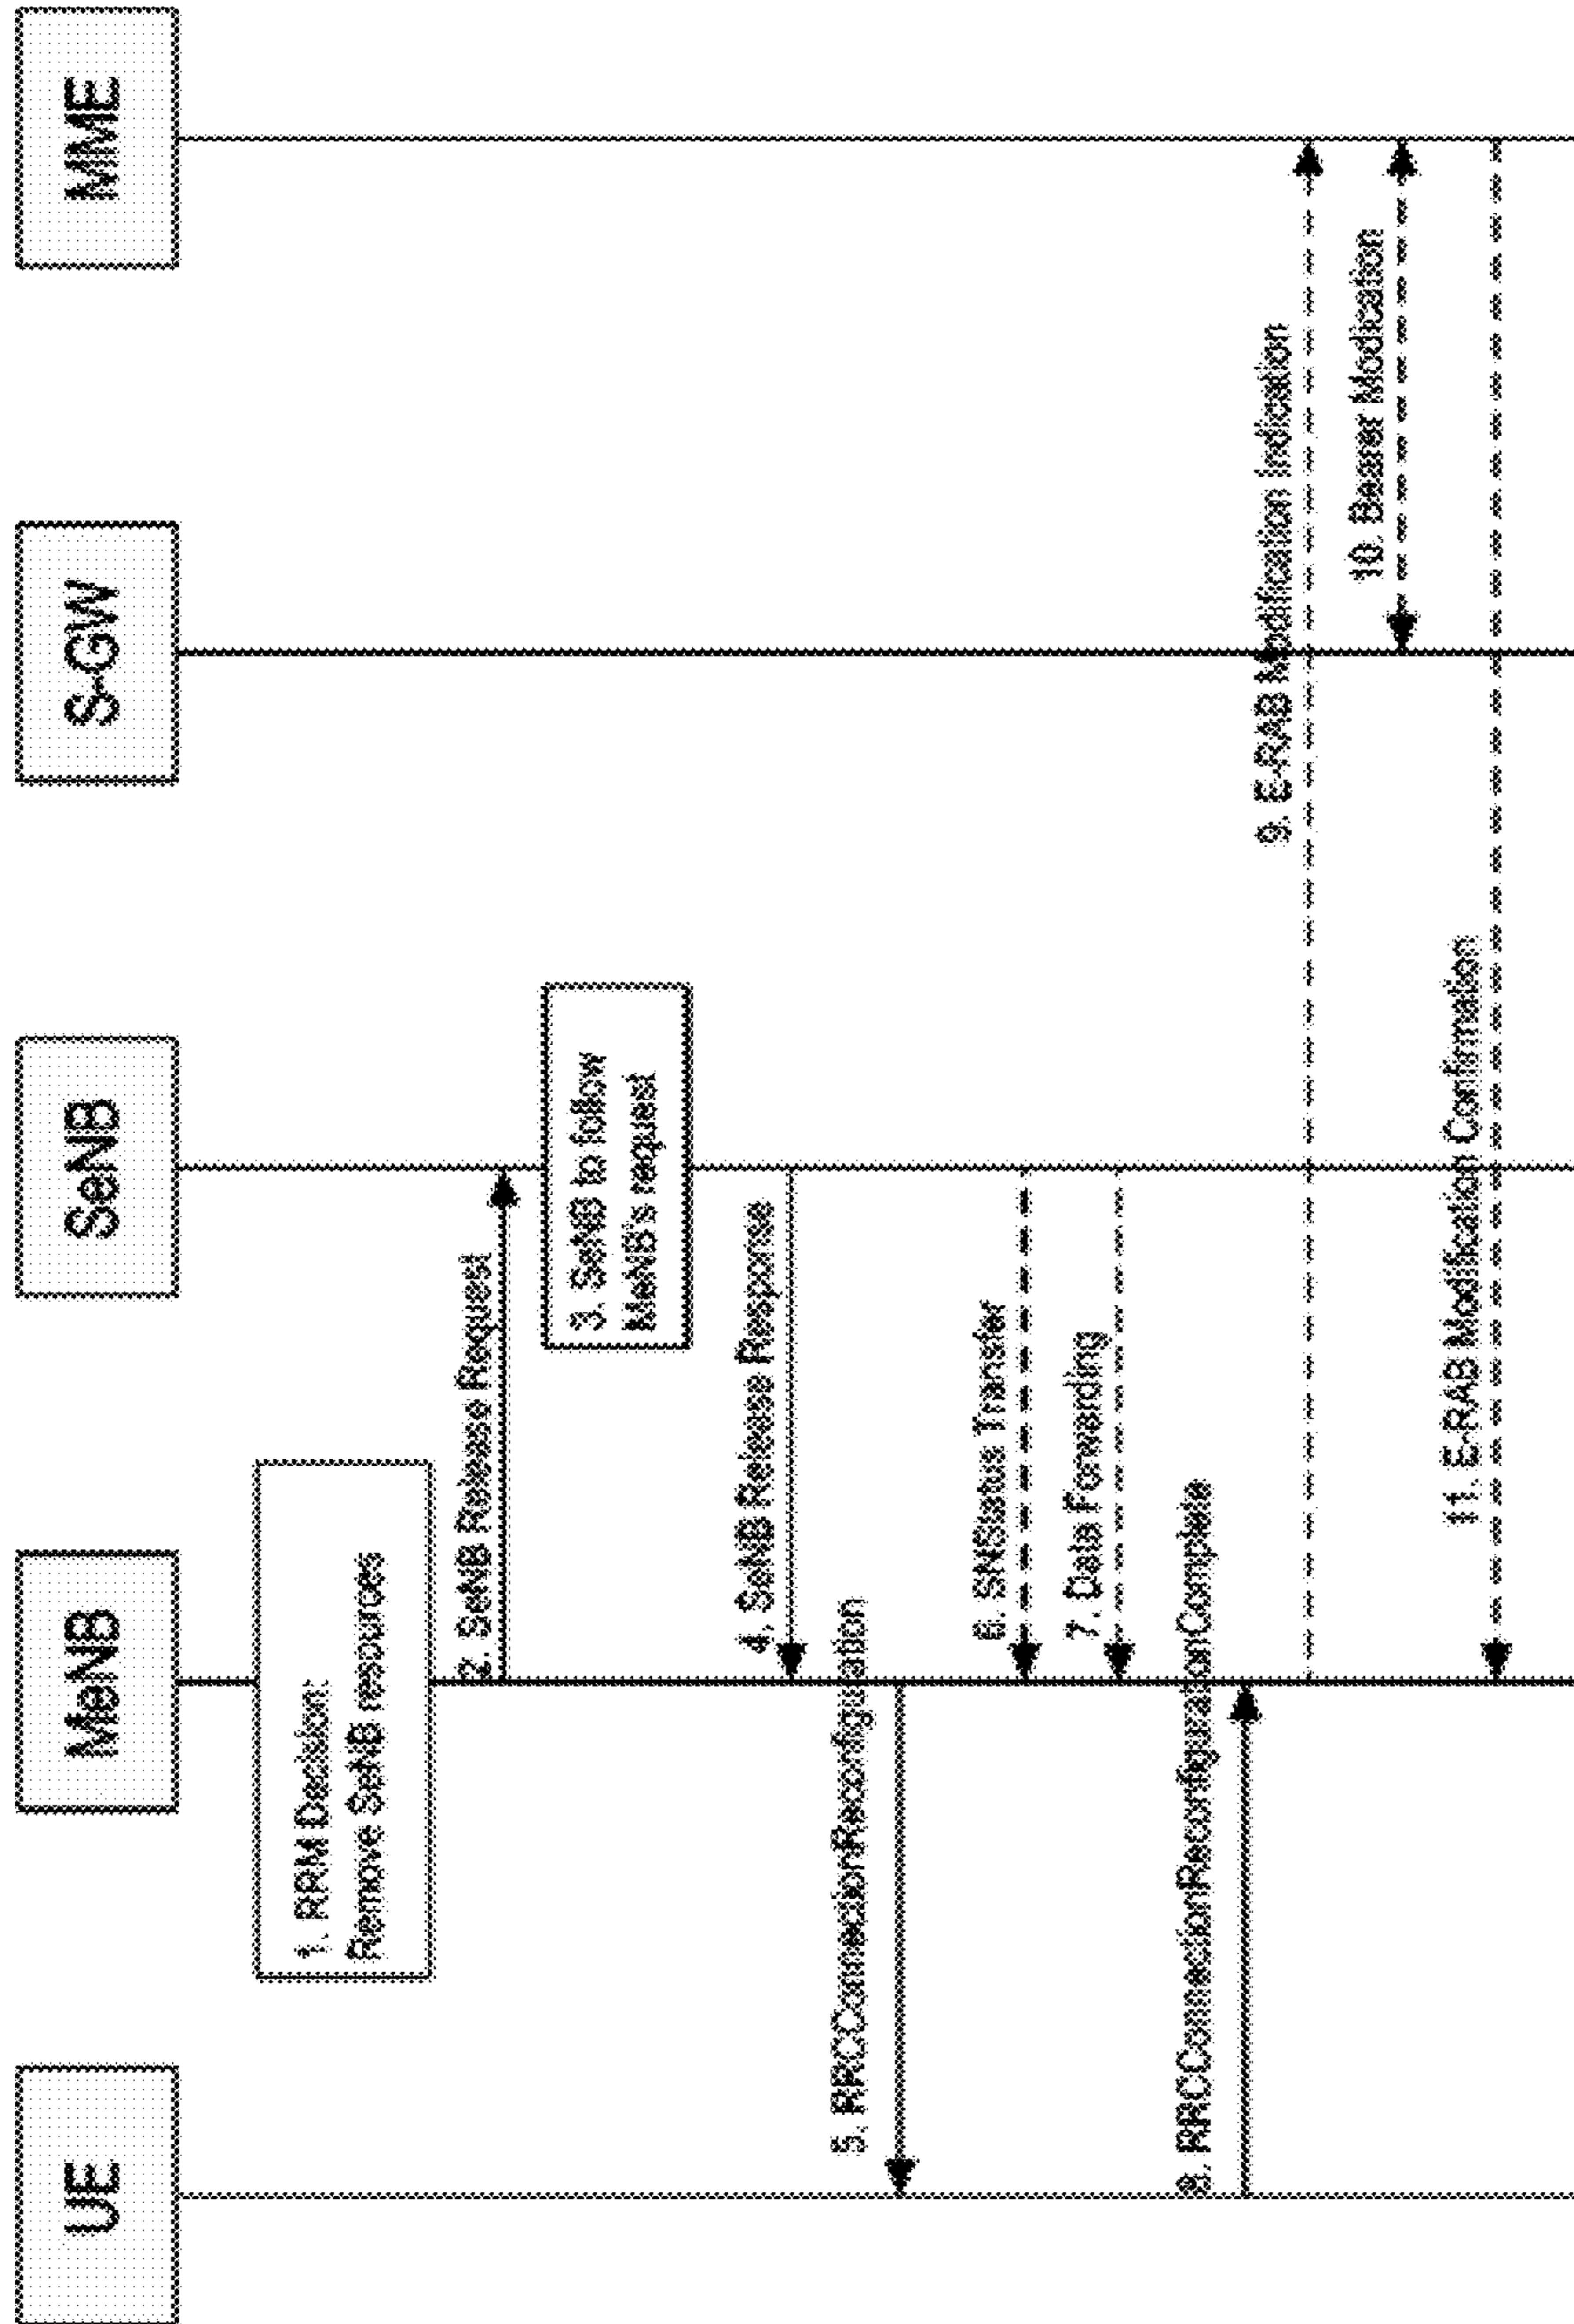 UE
MeNB
SeNB
S-GW
MME
1. RRM Decision:
Remove SeNB resources
2. SeNB Release Request
3. SeNB to follow
MeNB's request
4. SeNB Release Response
5. RRCConnectionReconfiguration
6. SNStatus Transfer
7. Data Forwarding
8. RRCConnectionReconfigurationComplete
9. E-RAB Modification Indication
10. Bearer Modication
11. E-RAB Modification Confirmation